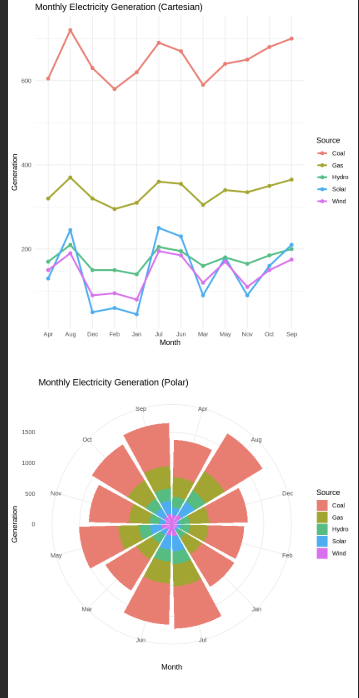 Monthly Electricity Generation (Cartesian)
600
400
200
Generation
Apr Aug Dec Feb Jan Jul Jun Mar May Nov Oct Sep
Month
Source
Coal
Gas
Hydro
Solar
Wind
Monthly Electricity Generation (Polar)
1500
1000
500
0
Generation
Sep
Apr
Oct
Aug
Nov
Dec
May
Feb
Mar
Jan
Jun
Jul
Month
Source
Coal
Gas
Hydro
Solar
Wind